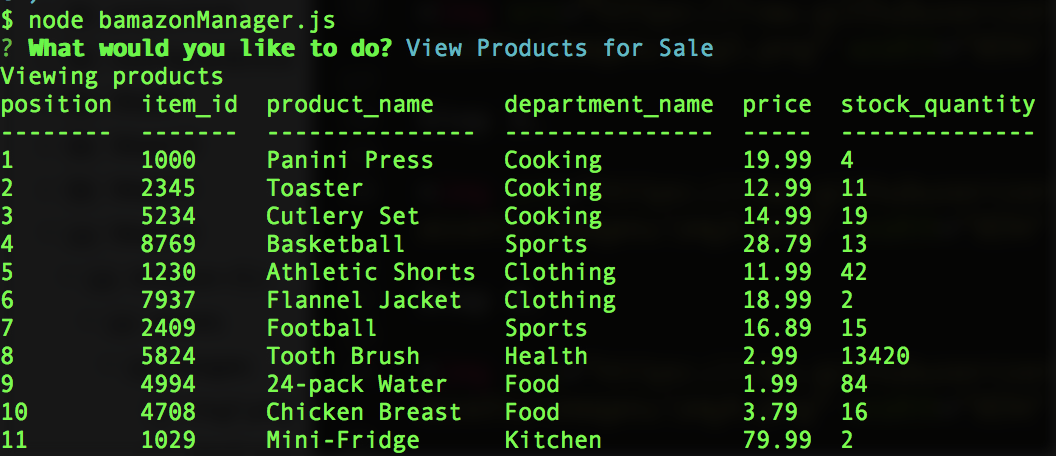 $ node bamazonManager.js
? What would you like to do? View Products for Sale
Viewing products
position  item_id  product_name     department_name  price  stock_quantity
--------  -------  ---------------  ---------------  -----  --------------
1         1000     Panini Press     Cooking          19.99  4
2         2345     Toaster          Cooking          12.99  11
3         5234     Cutlery Set      Cooking          14.99  19
4         8769     Basketball       Sports           28.79  13
5         1230     Athletic Shorts  Clothing         11.99  42
6         7937     Flannel Jacket   Clothing         18.99  2
7         2409     Football         Sports           16.89  15
8         5824     Tooth Brush      Health           2.99   13420
9         4994     24-pack Water    Food             1.99   84
10        4708     Chicken Breast   Food             3.79   16
11        1029     Mini-Fridge      Kitchen          79.99  2